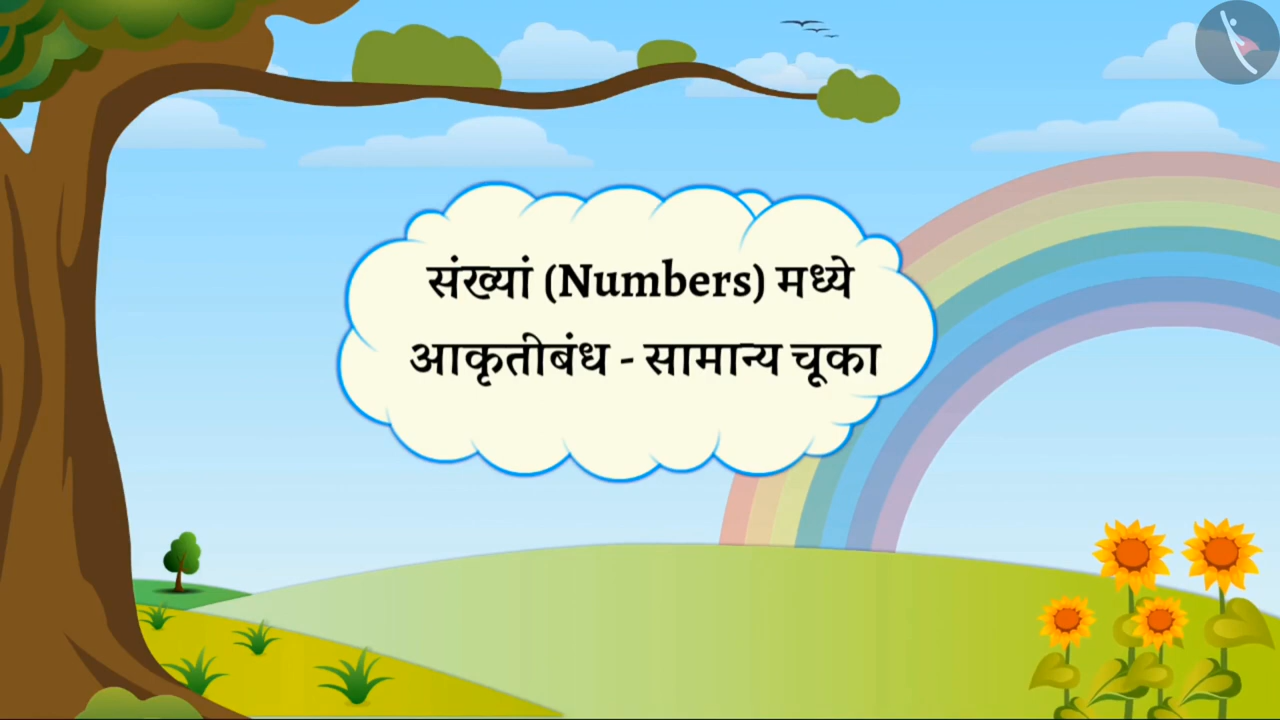 संख्यां (Numbers) मध्ये
आकृतीबंध - सामान्य चूका